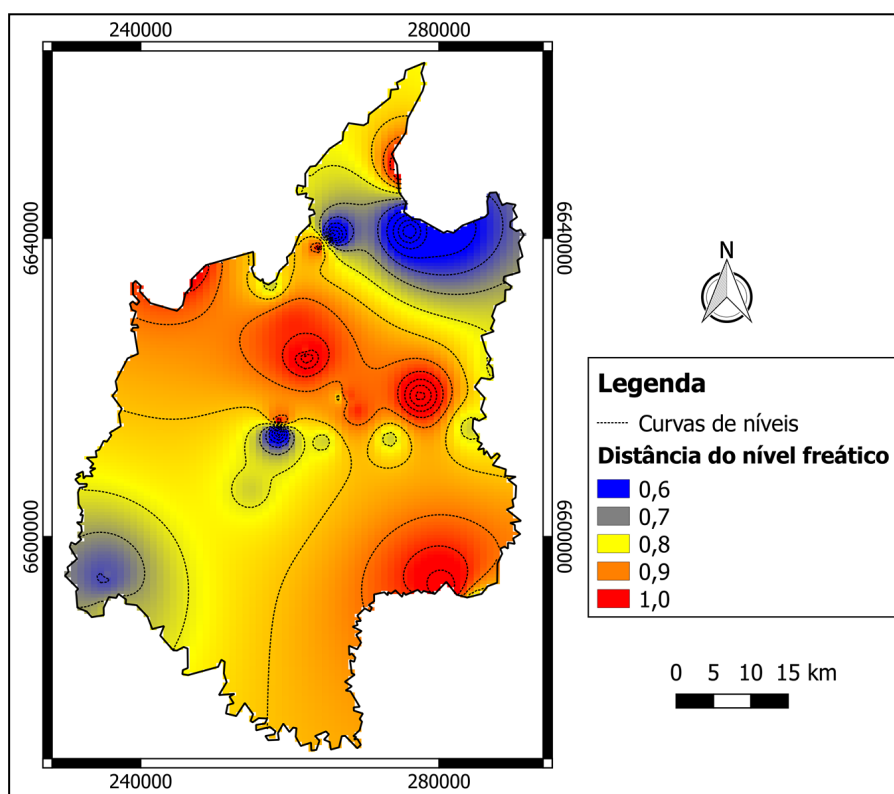 240000
280000
6640000
6640000
6600000
6600000
N
Legenda
Curvas de níveis
Distância do nível freático
0,6
0,7
0,8
0,9
1,0
0 5 10 15 km
240000
280000